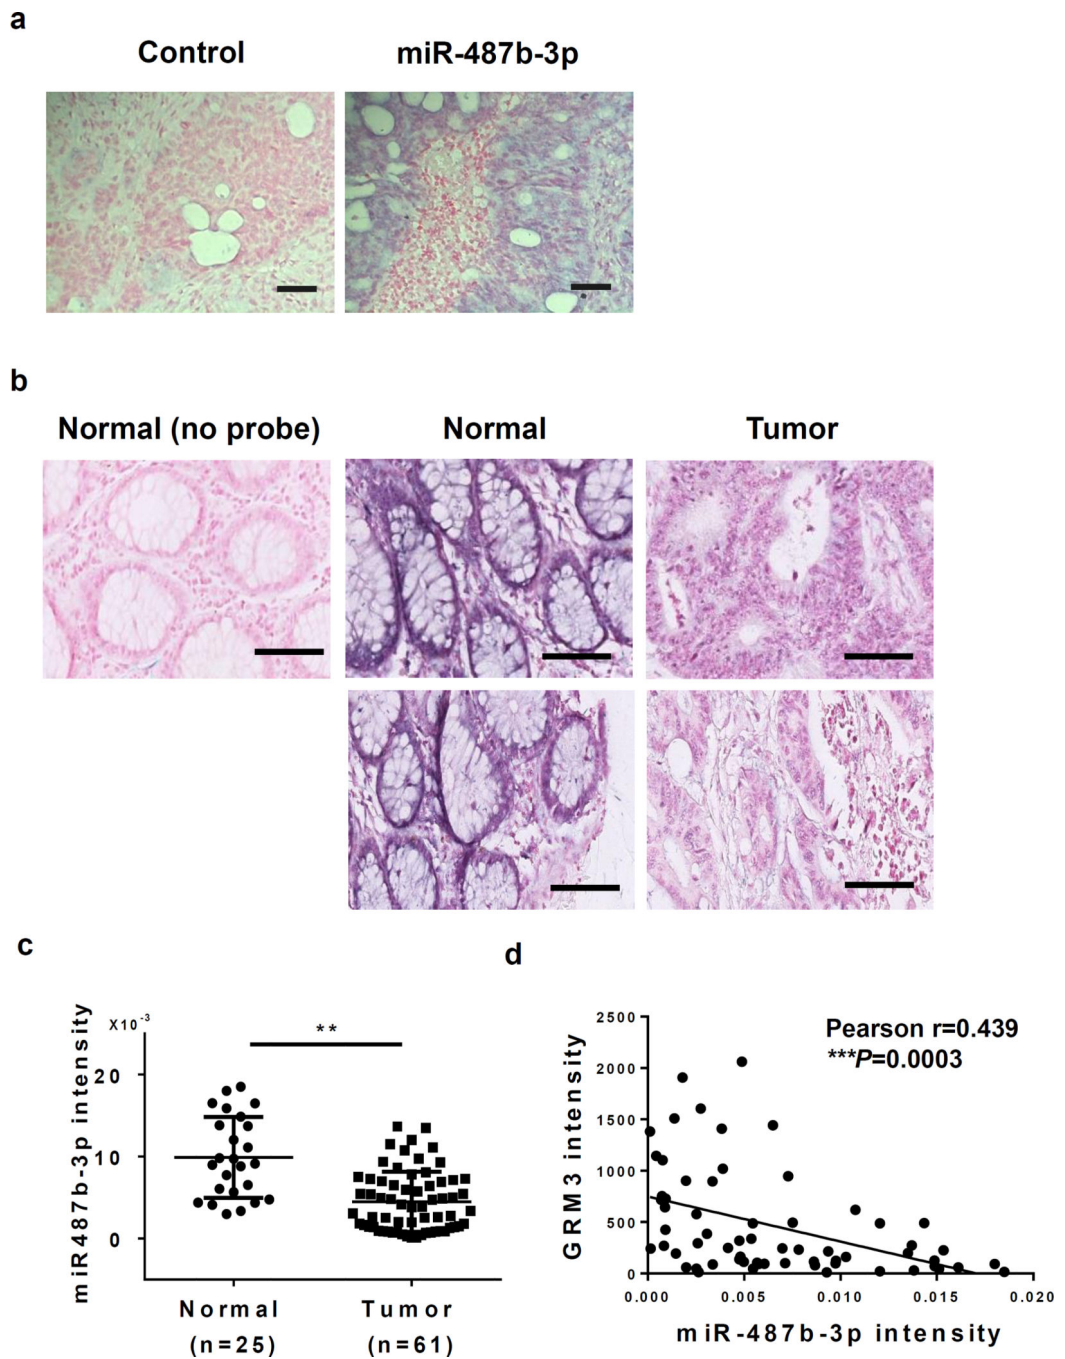 a
Control
miR-487b-3p
b
Normal (no probe)
Normal
Tumor
c
miR487b-3p intensity
X10-3
**
20
10
0
Normal
(n=25)
Tumor
(n=61)
d
GRM3 intensity
2500
2000
1500
1000
500
0
Pearson r=0.439
***P=0.0003
0.000
0.005
0.010
0.015
0.020
miR-487b-3p intensity